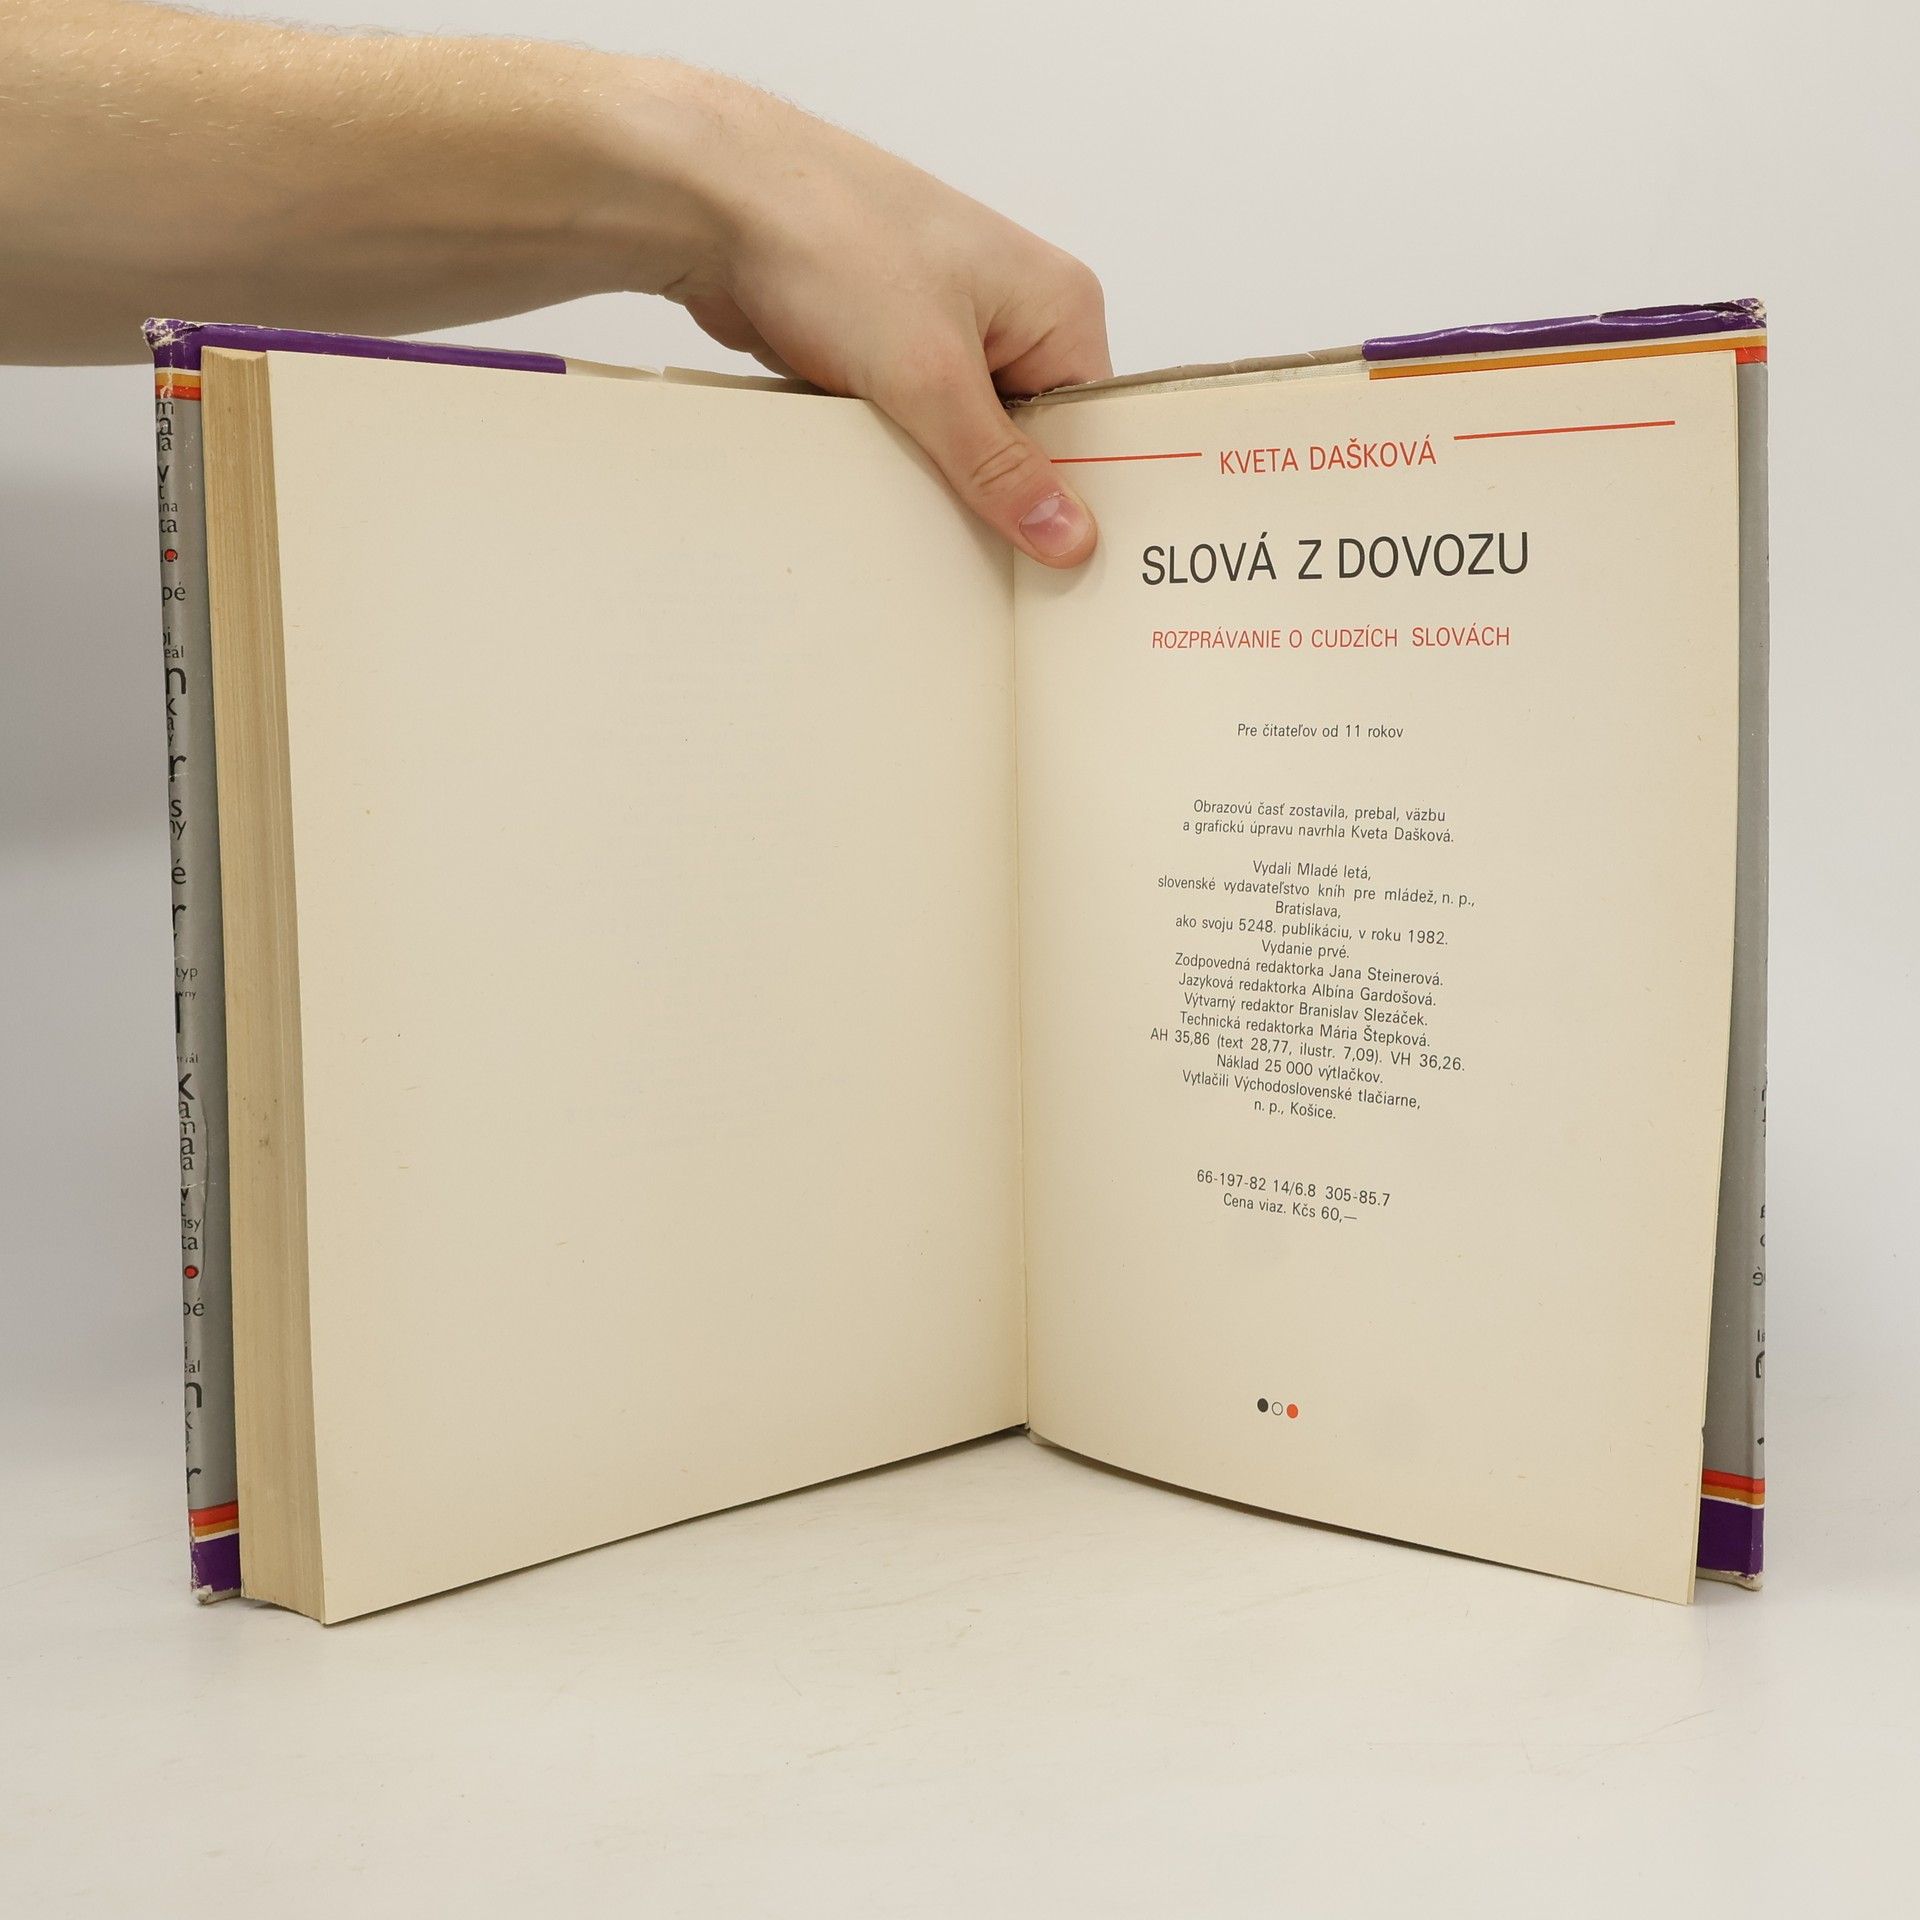 KVETA DAŠKOVÁ
SLOVÁ Z DOVOZU
ROZPRÁVANIE O CUDZÍCH SLOVÁCH
Pre čitateľov od 11 rokov
Obrazovú časť zostavila, prebal, väzbu
a grafickú úpravu navrhla Kveta Dašková.
Vydali Mladé letá,
slovenské vydavateľstvo kníh pre mládež, n. p.,
Bratislava,
ako svoju 5248. publikáciu, v roku 1982.
Vydanie prvé.
Zodpovedná redaktorka Jana Steinerová.
Jazyková redaktorka Albína Gardošová.
Výtvarný redaktor Branislav Slezáček.
Technická redaktorka Mária Štepková.
AH 35,86 (text 28,77, ilustr. 7,09). VH 36,26.
Náklad 25 000 výtlačkov.
Vytlačili Východoslovenské tlačiarne,
n. p., Košice.
66-197-82 14/6.8 305-85.7
Cena viaz. Kčs 60,—